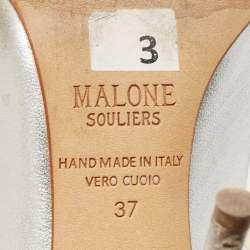 3
MALONE
SOULIERS
HAND MADE IN ITALY
VERO CUOIO
37